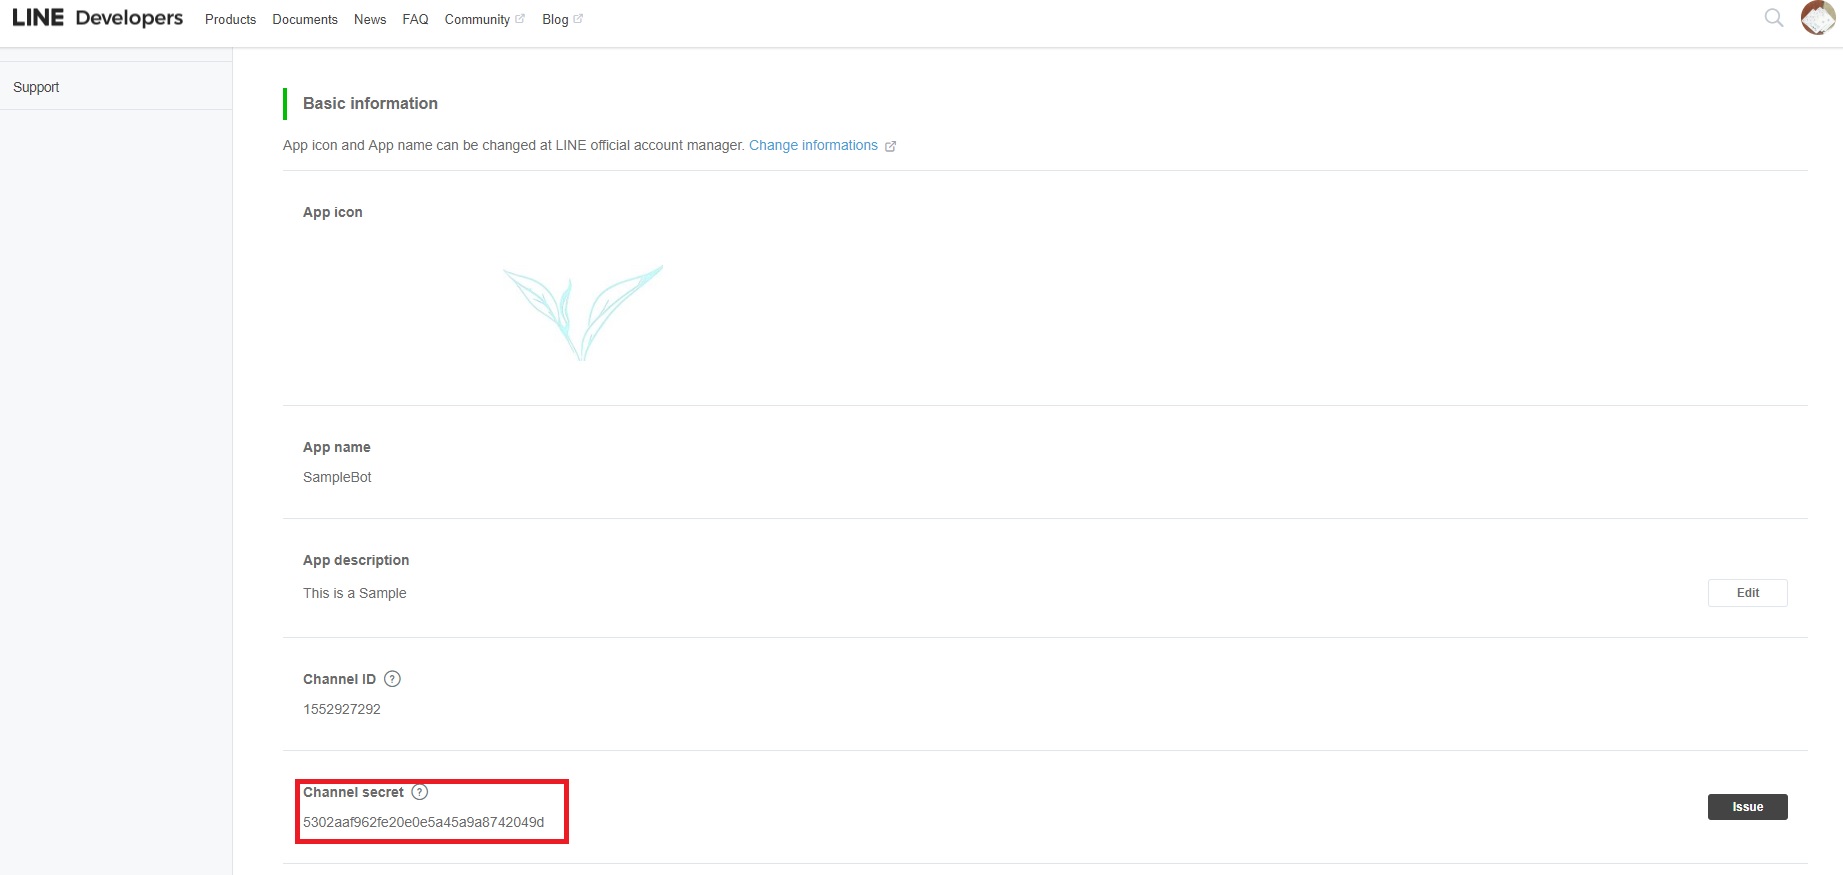 LINE Developers Products Documents News FAQ Community Blog
Support
Basic information
App icon and App name can be changed at LINE official account manager. Change informations
App icon
App name
SampleBot
App description
This is a Sample
Edit
Channel ID ?
1552927292
Channel secret ?
5302aaf962fe20e0e5a45a9a8742049d
Issue